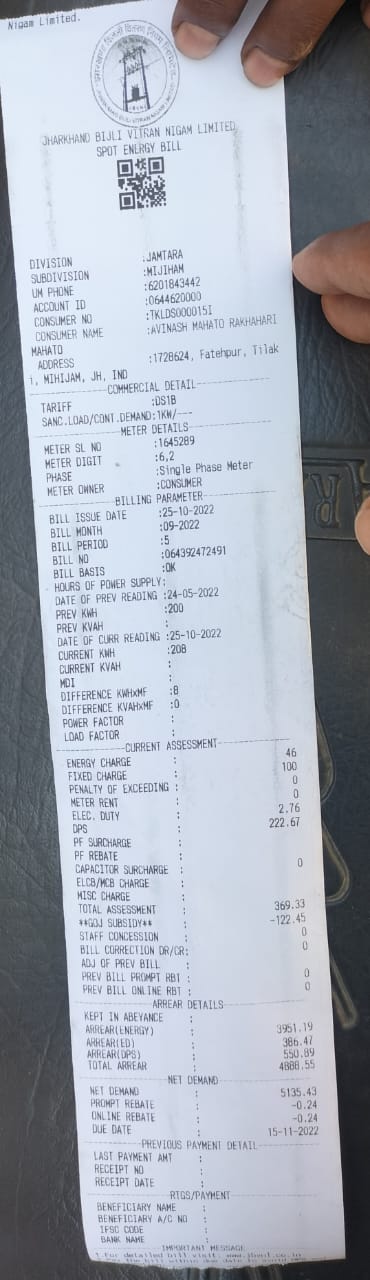 Nigam Limited.
JHARKHAND BIJLI VITRAN NIGAM LIMITED
SPOT ENERGY BILL
DIVISION :JAMTARA
SUBDIVISION :MIJIHAM
UM PHONE :6201843442
ACCOUNT ID :0644620000
CONSUMER NO :TKLDS000015I
CONSUMER NAME :AVINASH MAHATO RAKHAHARI
MAHATO
ADDRESS :1728624, Fatehpur, Tilak
i, MIHIJAM, JH, IND
COMMERCIAL DETAIL
TARIFF :DS1B
SANC.LOAD/CONT.DEMAND:1KW/---
METER DETAILS
METER SL NO :1645289
METER DIGIT :6,2
PHASE :Single Phase Meter
METER OWNER :CONSUMER
BILLING PARAMETER
BILL ISSUE DATE :25-10-2022
BILL MONTH :09-2022
BILL PERIOD :5
BILL NO :064392472491
BILL BASIS :OK
HOURS OF POWER SUPPLY:
DATE OF PREV READING :24-05-2022
PREV KWH :200
PREV KVAH :
DATE OF CURR READING :25-10-2022
CURRENT KWH :208
CURRENT KVAH :
MDI :
DIFFERENCE KWHxMF :8
DIFFERENCE KVAHxMF :0
POWER FACTOR :
LOAD FACTOR :
CURRENT ASSESSMENT
ENERGY CHARGE : 46
FIXED CHARGE : 100
PENALTY OF EXCEEDING : 0
METER RENT : 0
ELEC. DUTY : 2.76
DPS : 222.67
PF SURCHARGE :
PF REBATE :
CAPACITOR SURCHARGE : 0
ELCB/MCB CHARGE :
MISC CHARGE :
TOTAL ASSESSMENT : 369.33
**GOJ SUBSIDY** : -122.45
STAFF CONCESSION : 0
BILL CORRECTION DR/CR: 0
ADJ OF PREV BILL :
PREV BILL PROMPT RBT : 0
PREV BILL ONLINE RBT : 0
ARREAR DETAILS
KEPT IN ABEYANCE :
ARREAR(ENERGY) : 3951.19
ARREAR(ED) : 386.47
ARREAR(DPS) : 550.89
TOTAL ARREAR : 4888.55
NET DEMAND
NET DEMAND : 5135.43
PROMPT REBATE : -0.24
ONLINE REBATE : -0.24
DUE DATE : 15-11-2022
PREVIOUS PAYMENT DETAIL
LAST PAYMENT AMT :
RECEIPT NO :
RECEIPT DATE :
RTGS/PAYMENT
BENEFICIARY NAME :
BENEFICIARY A/C NO :
IFSC CODE :
BANK NAME :
IMPORTANT MESSAGE
1.For detailed bill visit. www.jbvnl.co.in